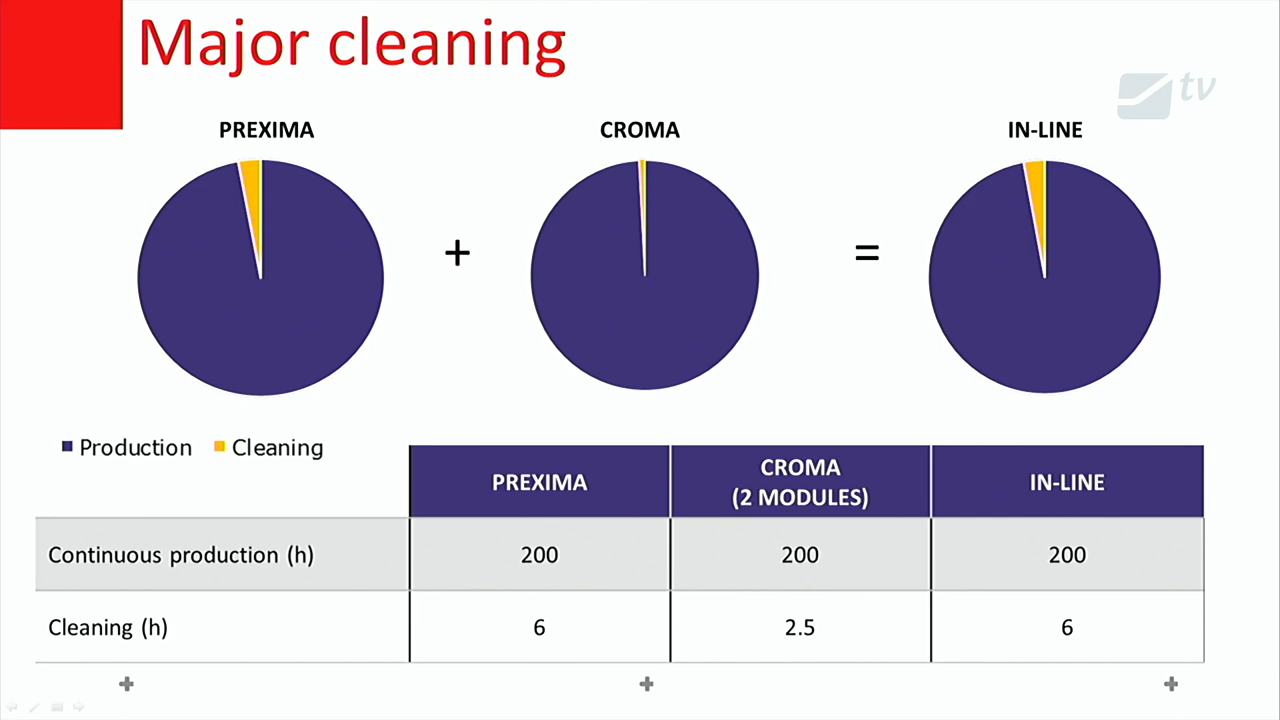 Major cleaning
tv
PREXIMA
CROMA
IN-LINE
+
=
Production
Cleaning
PREXIMA
CROMA
(2 MODULES)
IN-LINE
Continuous production (h)
200
200
200
Cleaning (h)
6
2.5
6